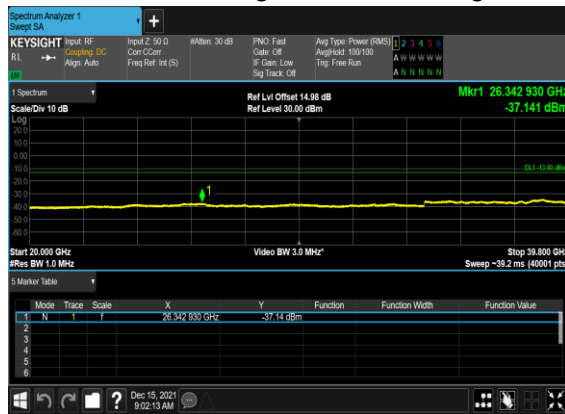 Spectrum Analyzer 1
Swept SA
KEYSIGHT Input: RF Input Z: 50 Ω #Atten: 30 dB PNO: Fast Avg Type: Power (RMS) 1 2 3 4 5 6
RL Coupling: DC Corr CCorr Gate: Off Avg|Hold: 100/100 A W W W W W
Align: Auto Freq Ref: Int (S) IF Gain: Low Trig: Free Run
LW Sig Track: Off A N N N N N
1 Spectrum Ref Lvl Offset 14.98 dB Mkr1 26.342 930 GHz
Scale/Div 10 dB Ref Level 30.00 dBm -37.141 dBm
Log
20.0
10.0
0.00
-10.0 DL1 -13.00 dBm
-20.0
-30.0 1
-40.0
-50.0
-60.0
Start 20.000 GHz Video BW 3.0 MHz* Stop 39.800 GHz
#Res BW 1.0 MHz Sweep ~39.2 ms (40001 pts)
5 Marker Table
Mode Trace Scale X Y Function Function Width Function Value
1 N 1 f 26.342 930 GHz -37.14 dBm
2
3
4
5
6
? Dec 15, 2021
9:02:13 AM